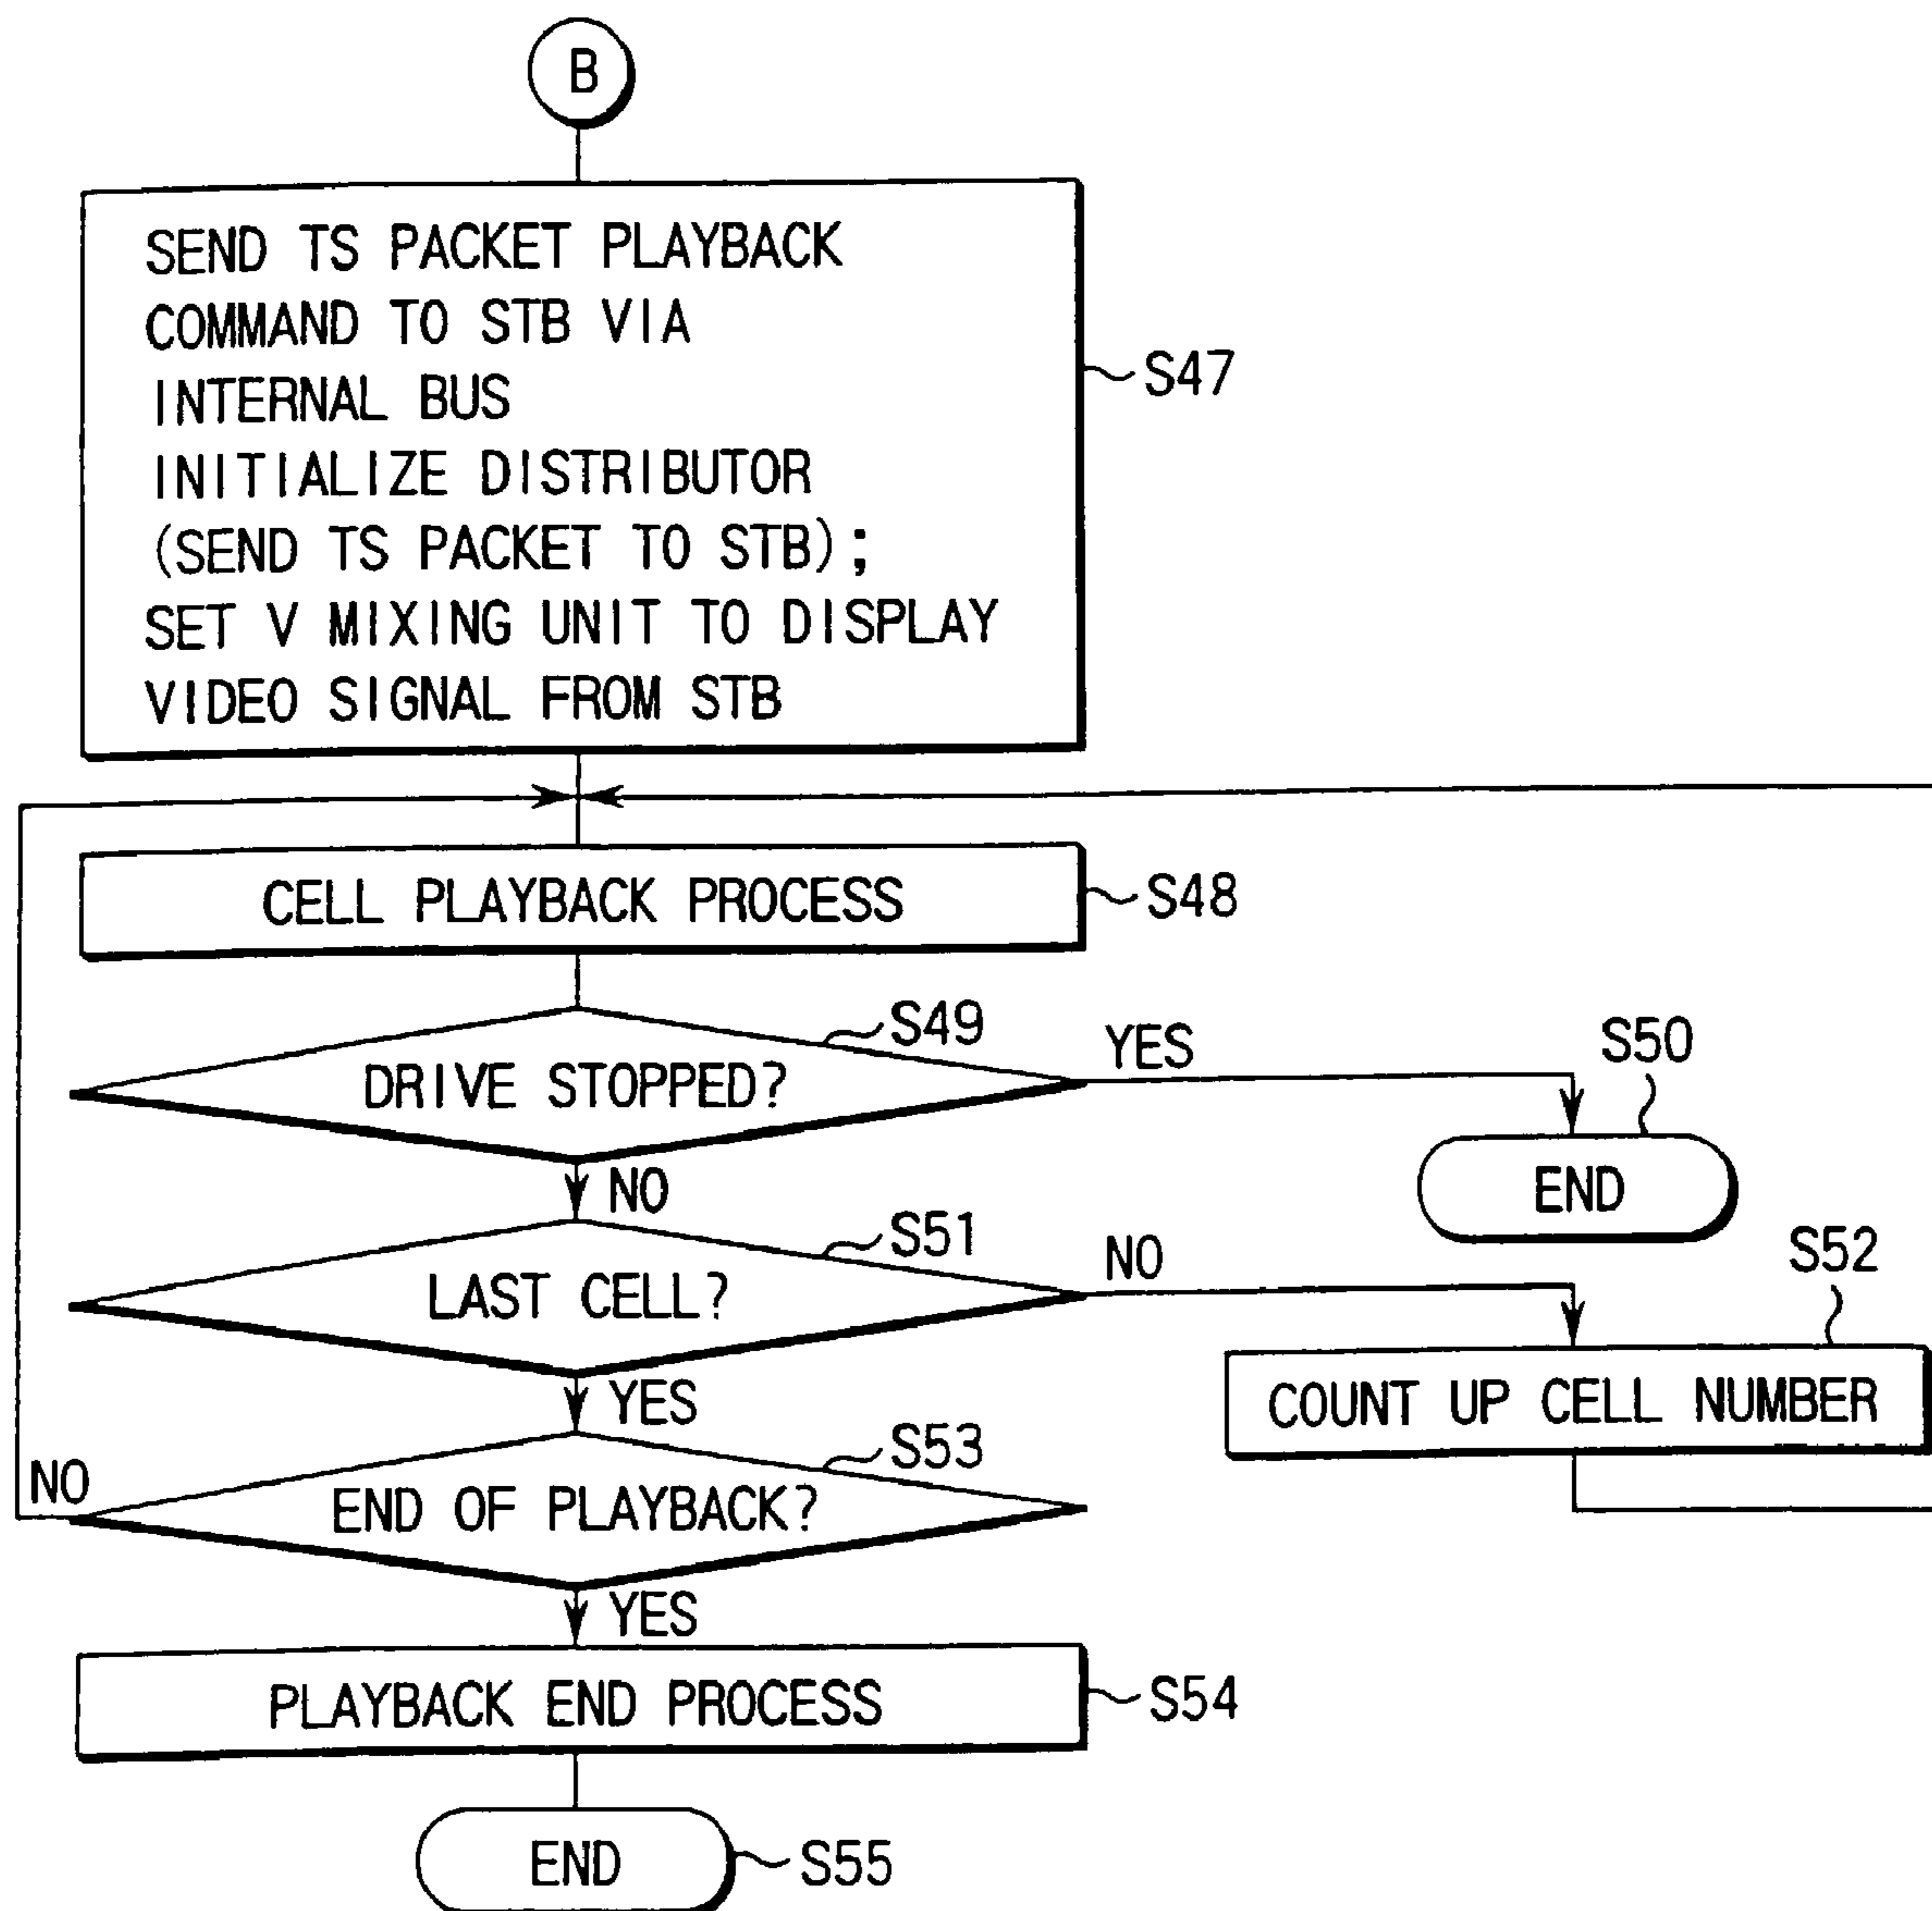 B
SEND TS PACKET PLAYBACK
COMMAND TO STB VIA
INTERNAL BUS
INITIALIZE DISTRIBUTOR
(SEND TS PACKET TO STB);
SET V MIXING UNIT TO DISPLAY
VIDEO SIGNAL FROM STB
S47
CELL PLAYBACK PROCESS
S48
S49
DRIVE STOPPED?
YES
S50
END
NO
S51
LAST CELL?
NO
S52
COUNT UP CELL NUMBER
YES
S53
NO
END OF PLAYBACK?
YES
PLAYBACK END PROCESS
S54
END
S55